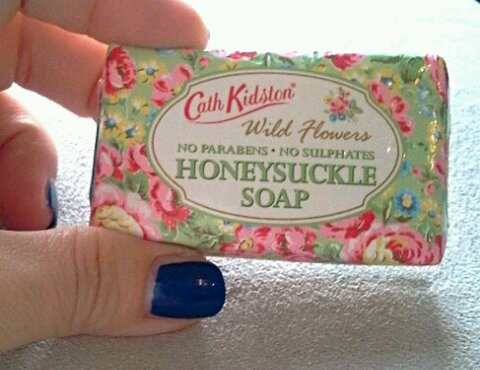 Cath Kidston®
Wild Flowers
NO PARABENS • NO SULPHATES
HONEYSUCKLE
SOAP